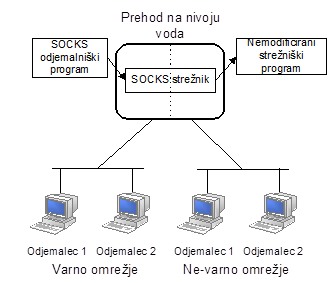 Prehod na nivoju
voda
SOCKS
odjemalniški
program
SOCKS strežnik
Nemodificirani
strežniški
program
Odjemalec 1
Odjemalec 2
Odjemalec 1
Odjemalec 2
Varno omrežje
Ne-varno omrežje